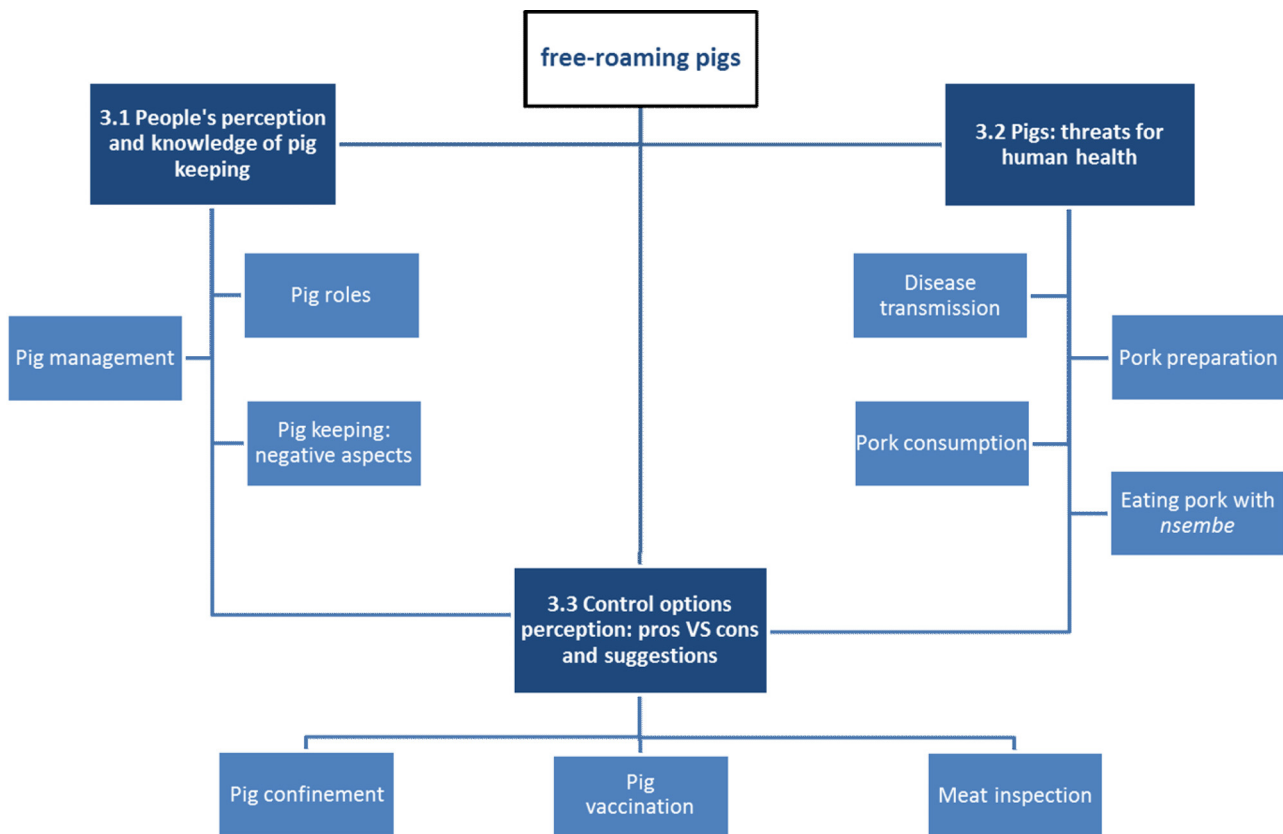 free-roaming pigs
3.1 People's perception
and knowledge of pig
keeping
3.2 Pigs: threats for
human health
Pig roles
Pig management
Pig keeping:
negative aspects
Disease
transmission
Pork preparation
Pork consumption
Eating pork with
nsembe
3.3 Control options
perception: pros VS cons
and suggestions
Pig confinement
Pig
vaccination
Meat inspection